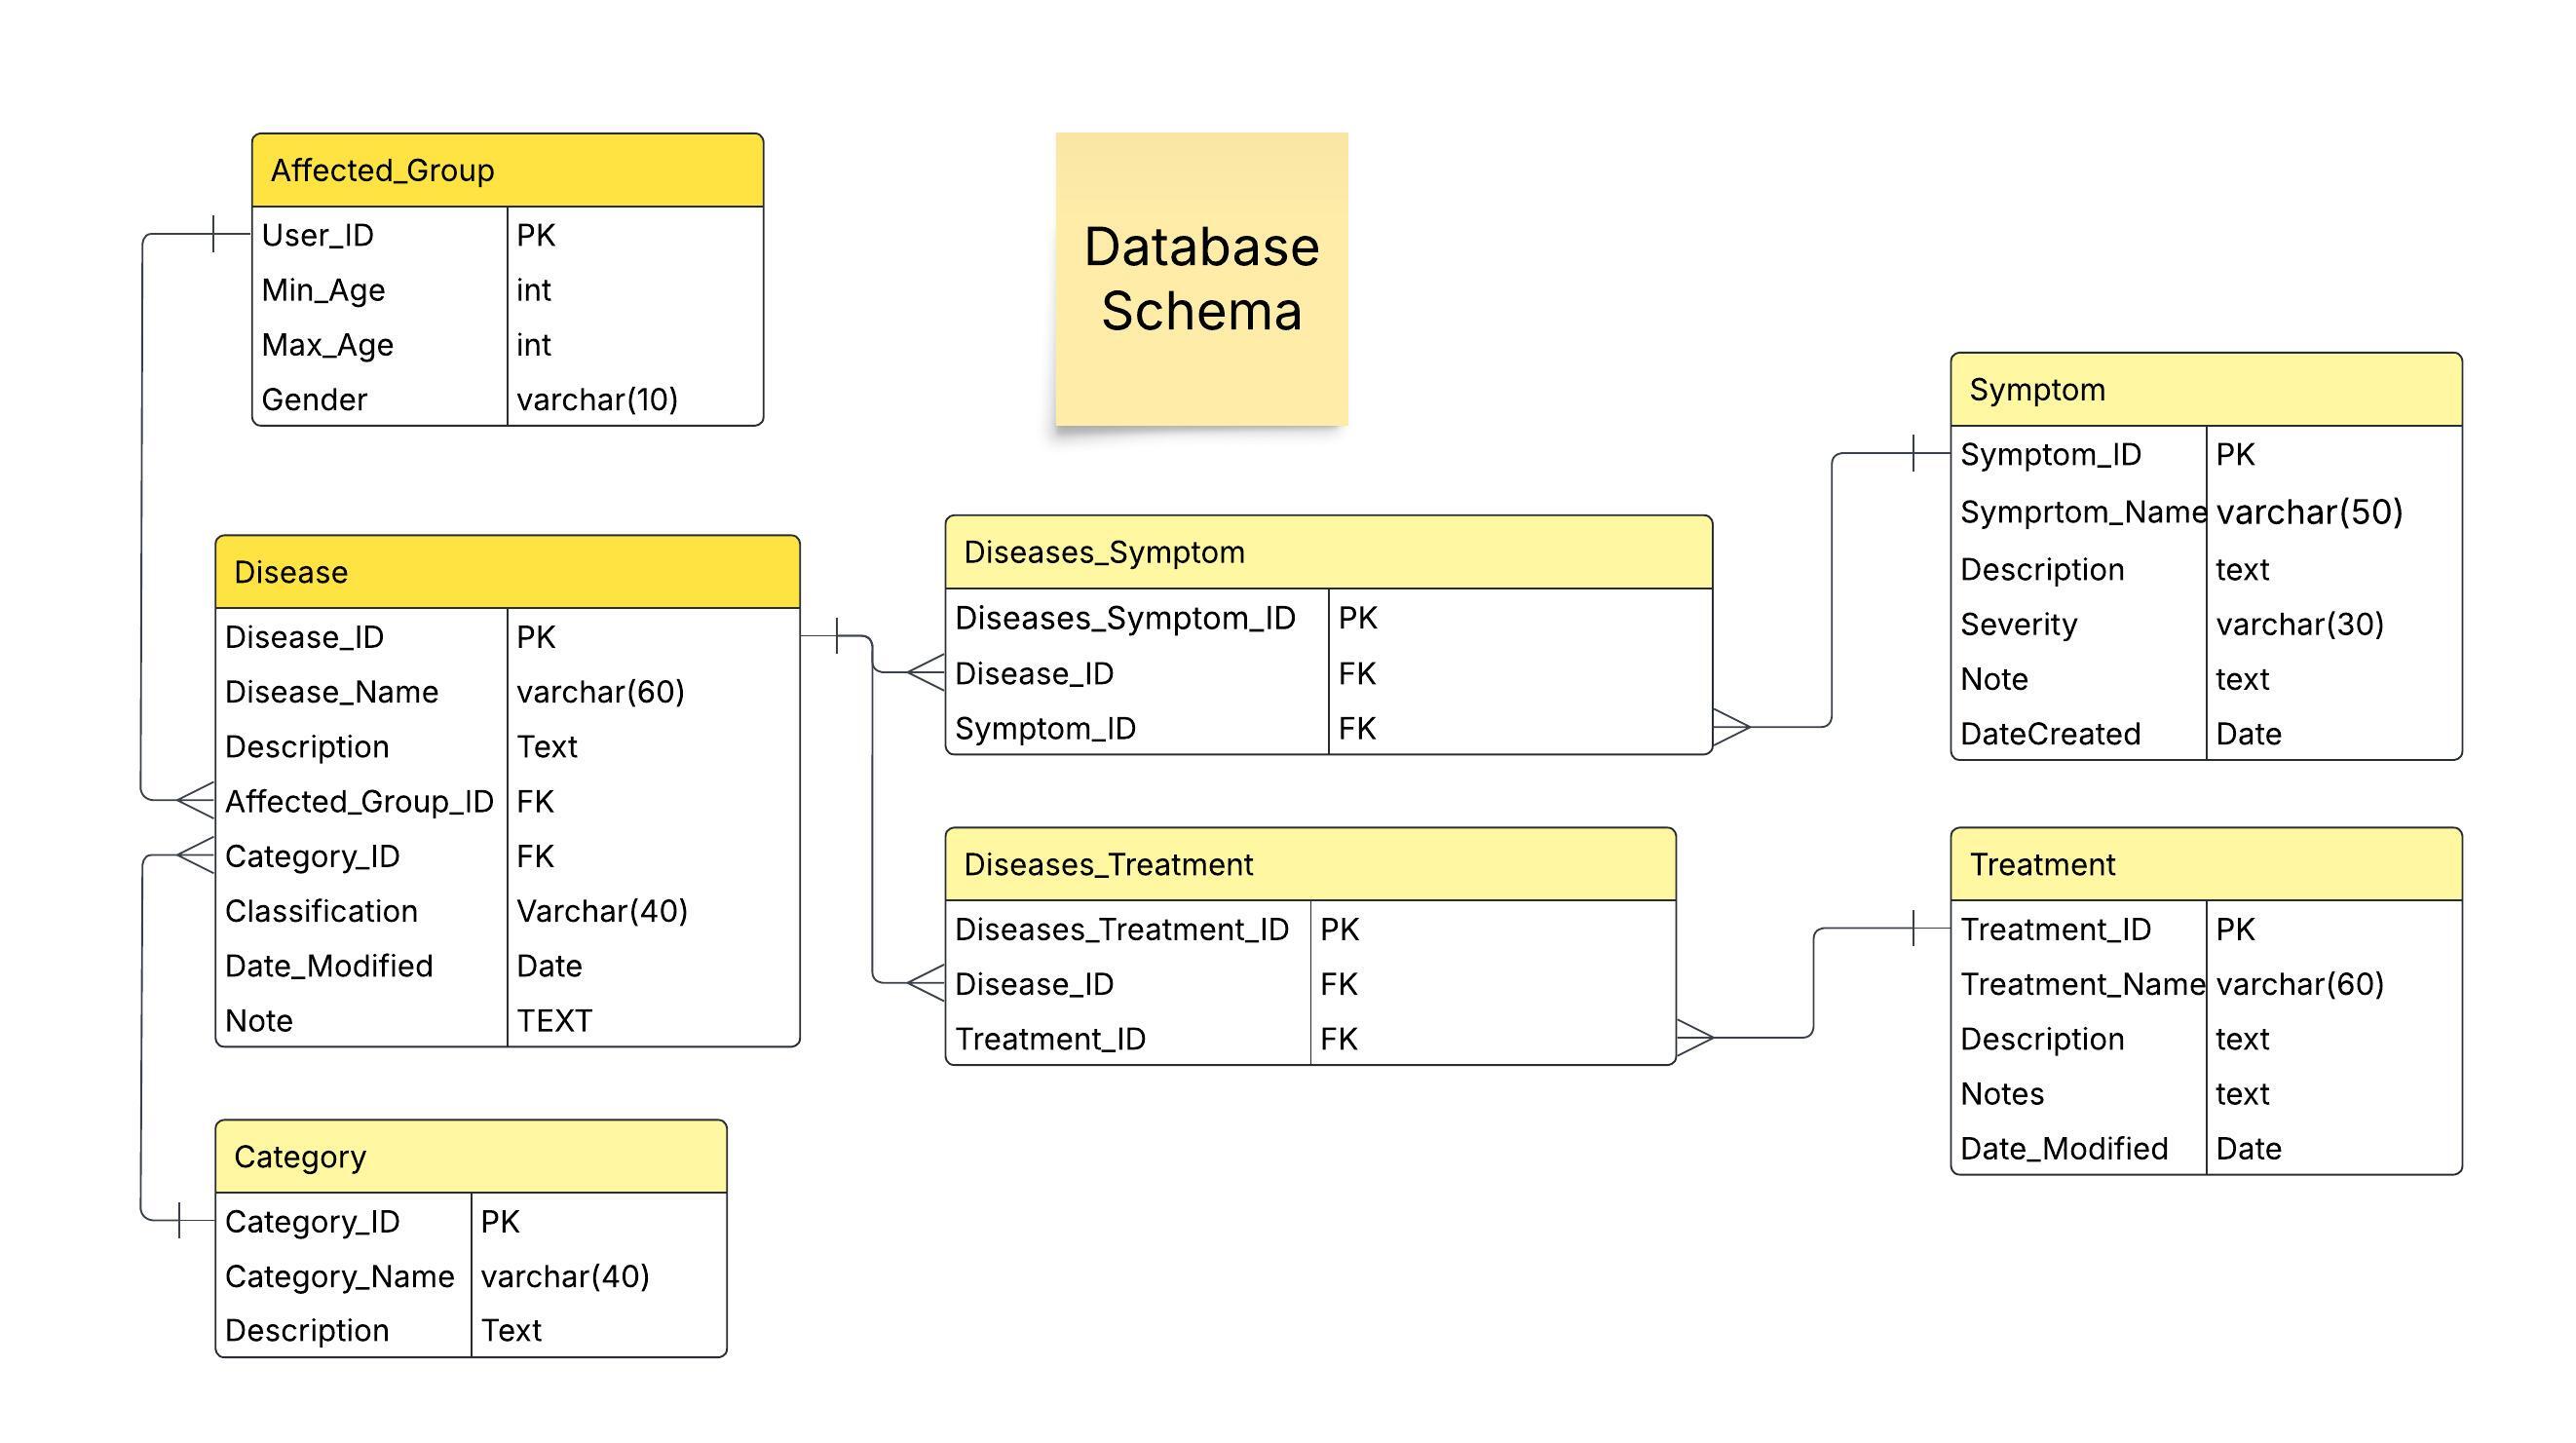 Affected_Group
User_ID PK
Min_Age int
Max_Age int
Gender varchar(10)
Database
Schema
Disease
Disease_ID PK
Disease_Name varchar(60)
Description Text
Affected_Group_ID FK
Category_ID FK
Classification Varchar(40)
Date_Modified Date
Note TEXT
Category
Category_ID PK
Category_Name varchar(40)
Description Text
Diseases_Symptom
Diseases_Symptom_ID PK
Disease_ID FK
Symptom_ID FK
Diseases_Treatment
Diseases_Treatment_ID PK
Disease_ID FK
Treatment_ID FK
Symptom
Symptom_ID PK
Symprtom_Name varchar(50)
Description text
Severity varchar(30)
Note text
DateCreated Date
Treatment
Treatment_ID PK
Treatment_Name varchar(60)
Description text
Notes text
Date_Modified Date